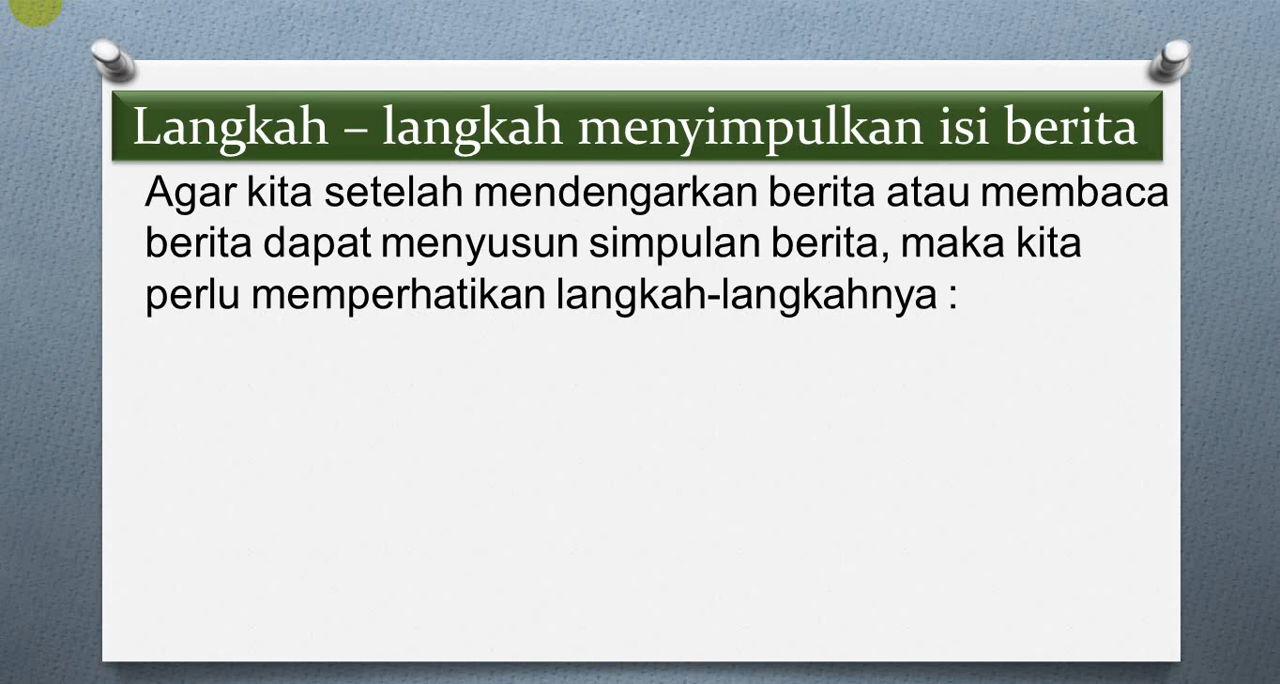 Langkah – langkah menyimpulkan isi berita
Agar kita setelah mendengarkan berita atau membaca
berita dapat menyusun simpulan berita, maka kita
perlu memperhatikan langkah-langkahnya :